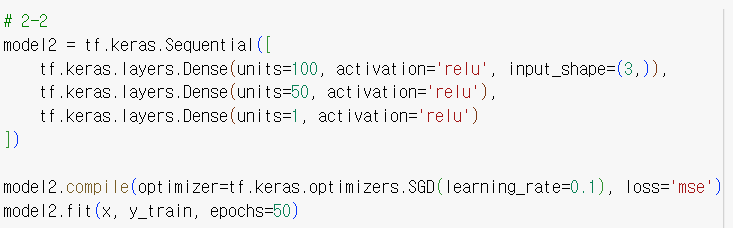 # 2-2
model2 = tf.keras.Sequential([
    tf.keras.layers.Dense(units=100, activation='relu', input_shape=(3,)),
    tf.keras.layers.Dense(units=50, activation='relu'),
    tf.keras.layers.Dense(units=1, activation='relu')
])
model2.compile(optimizer=tf.keras.optimizers.SGD(learning_rate=0.1), loss='mse')
model2.fit(x, y_train, epochs=50)